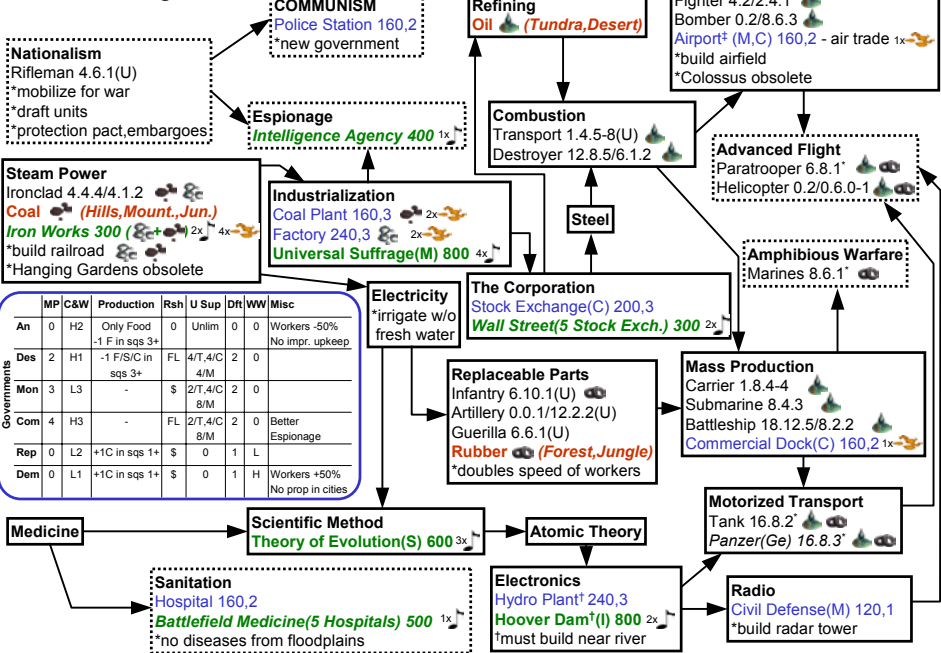 COMMUNISM
Police Station 160,2
*new government
Refining
Oil (Tundra,Desert)
Fighter 4.2/2.4.1
Bomber 0.2/8.6.3
Airport‡ (M,C) 160,2 - air trade 1x
*build airfield
*Colossus obsolete
Nationalism
Rifleman 4.6.1(U)
*mobilize for war
*draft units
*protection pact,embargoes
Espionage
Intelligence Agency 400 1x
Combustion
Transport 1.4.5-8(U)
Destroyer 12.8.5/6.1.2
Advanced Flight
Paratrooper 6.8.1*
Helicopter 0.2/0.6.0-1
Steam Power
Ironclad 4.4.4/4.1.2
Coal (Hills,Mount.,Jun.)
Iron Works 300 ( + ) 2x 4x
*build railroad
*Hanging Gardens obsolete
Industrialization
Coal Plant 160,3 2x
Factory 240,3 2x
Universal Suffrage(M) 800 4x
Steel
Amphibious Warfare
Marines 8.6.1*
Electricity
*irrigate w/o
fresh water
The Corporation
Stock Exchange(C) 200,3
Wall Street(5 Stock Exch.) 300 2x
Governments
MP C&W Production Rsh U Sup Dft WW Misc
An 0 H2 Only Food 0 Unlim 0 0 Workers -50%
-1 F in sqs 3+ No impr. upkeep
Des 2 H1 -1 F/S/C in FL 4/T,4/C 2 0
sqs 3+ 4/M
Mon 3 L3 - $ 2/T,4/C 2 0
8/M
Com 4 H3 - FL 2/T,4/C 2 0 Better
8/M Espionage
Rep 0 L2 +1C in sqs 1+ $ 0 1 L
Dem 0 L1 +1C in sqs 1+ $ 0 1 H Workers +50%
No prop in cities
Replaceable Parts
Infantry 6.10.1(U)
Artillery 0.0.1/12.2.2(U)
Guerilla 6.6.1(U)
Rubber (Forest,Jungle)
*doubles speed of workers
Mass Production
Carrier 1.8.4-4
Submarine 8.4.3
Battleship 18.12.5/8.2.2
Commercial Dock(C) 160,2 1x
Motorized Transport
Tank 16.8.2*
Panzer(Ge) 16.8.3*
Medicine
Scientific Method
Theory of Evolution(S) 600 3x
Atomic Theory
Sanitation
Hospital 160,2
Battlefield Medicine(5 Hospitals) 500 1x
*no diseases from floodplains
Electronics
Hydro Plant† 240,3
Hoover Dam†(I) 800 2x
†must build near river
Radio
Civil Defense(M) 120,1
*build radar tower